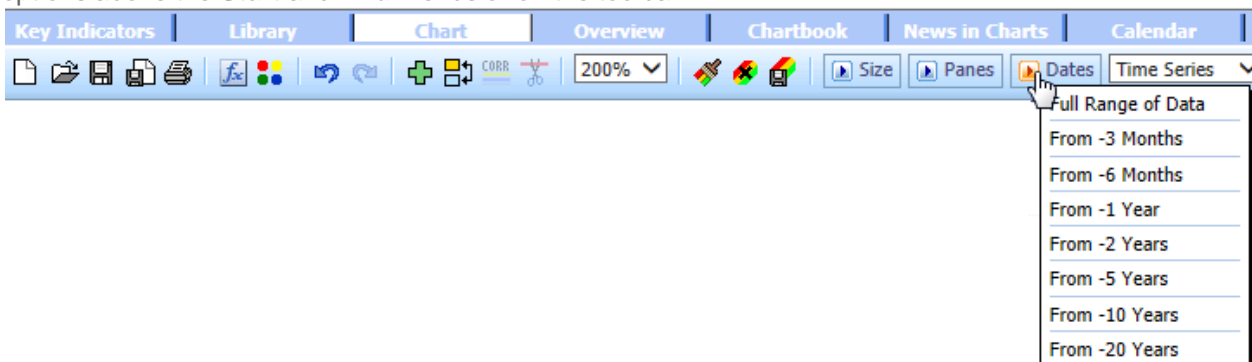 Key Indicators Library Chart Overview Chartbook News in Charts Calendar
fx CORR 200% Size Panes Dates Time Series
Full Range of Data
From -3 Months
From -6 Months
From -1 Year
From -2 Years
From -5 Years
From -10 Years
From -20 Years